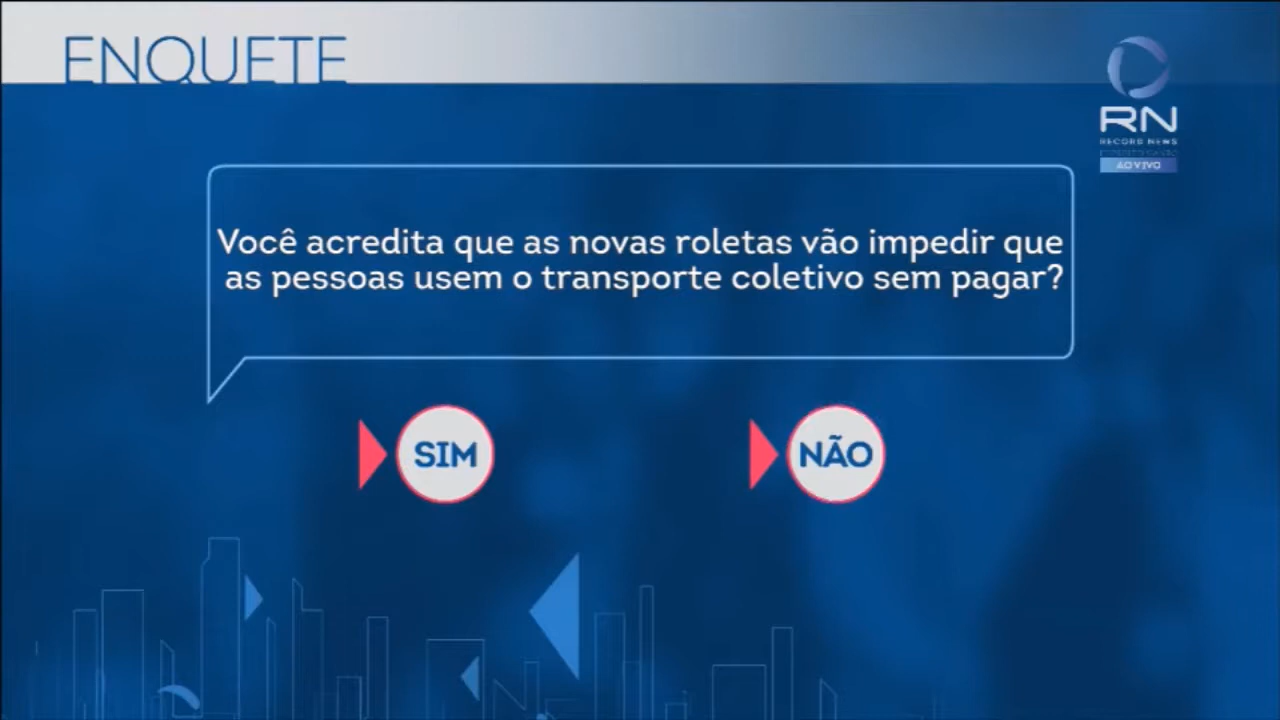 ENQUETE
RN
RECORD NEWS
AO VIVO
Você acredita que as novas roletas vão impedir que
as pessoas usem o transporte coletivo sem pagar?
SIM
NÃO